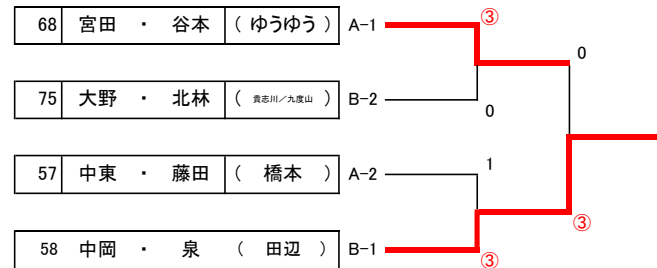 68 宮田 ・ 谷本 ( ゆうゆう ) A-1 ③
0
75 大野 ・ 北林 ( 貴志川/九度山 ) B-2
0
57 中東 ・ 藤田 ( 橋本 ) A-2 1
③
58 中岡 ・ 泉 ( 田辺 ) B-1 ③